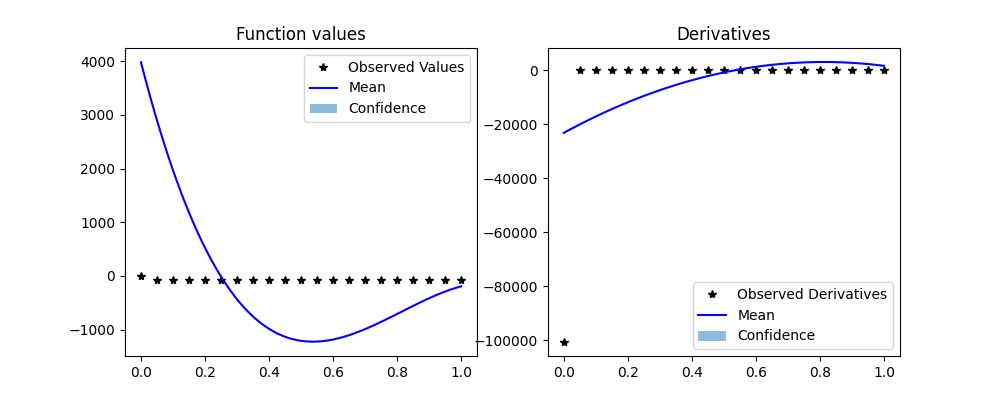 Function values
4000
3000
2000
1000
0
−1000
0.0 0.2 0.4 0.6 0.8 1.0
Observed Values
Mean
Confidence
Derivatives
0
−20000
−40000
−60000
−80000
−100000
0.0 0.2 0.4 0.6 0.8 1.0
Observed Derivatives
Mean
Confidence